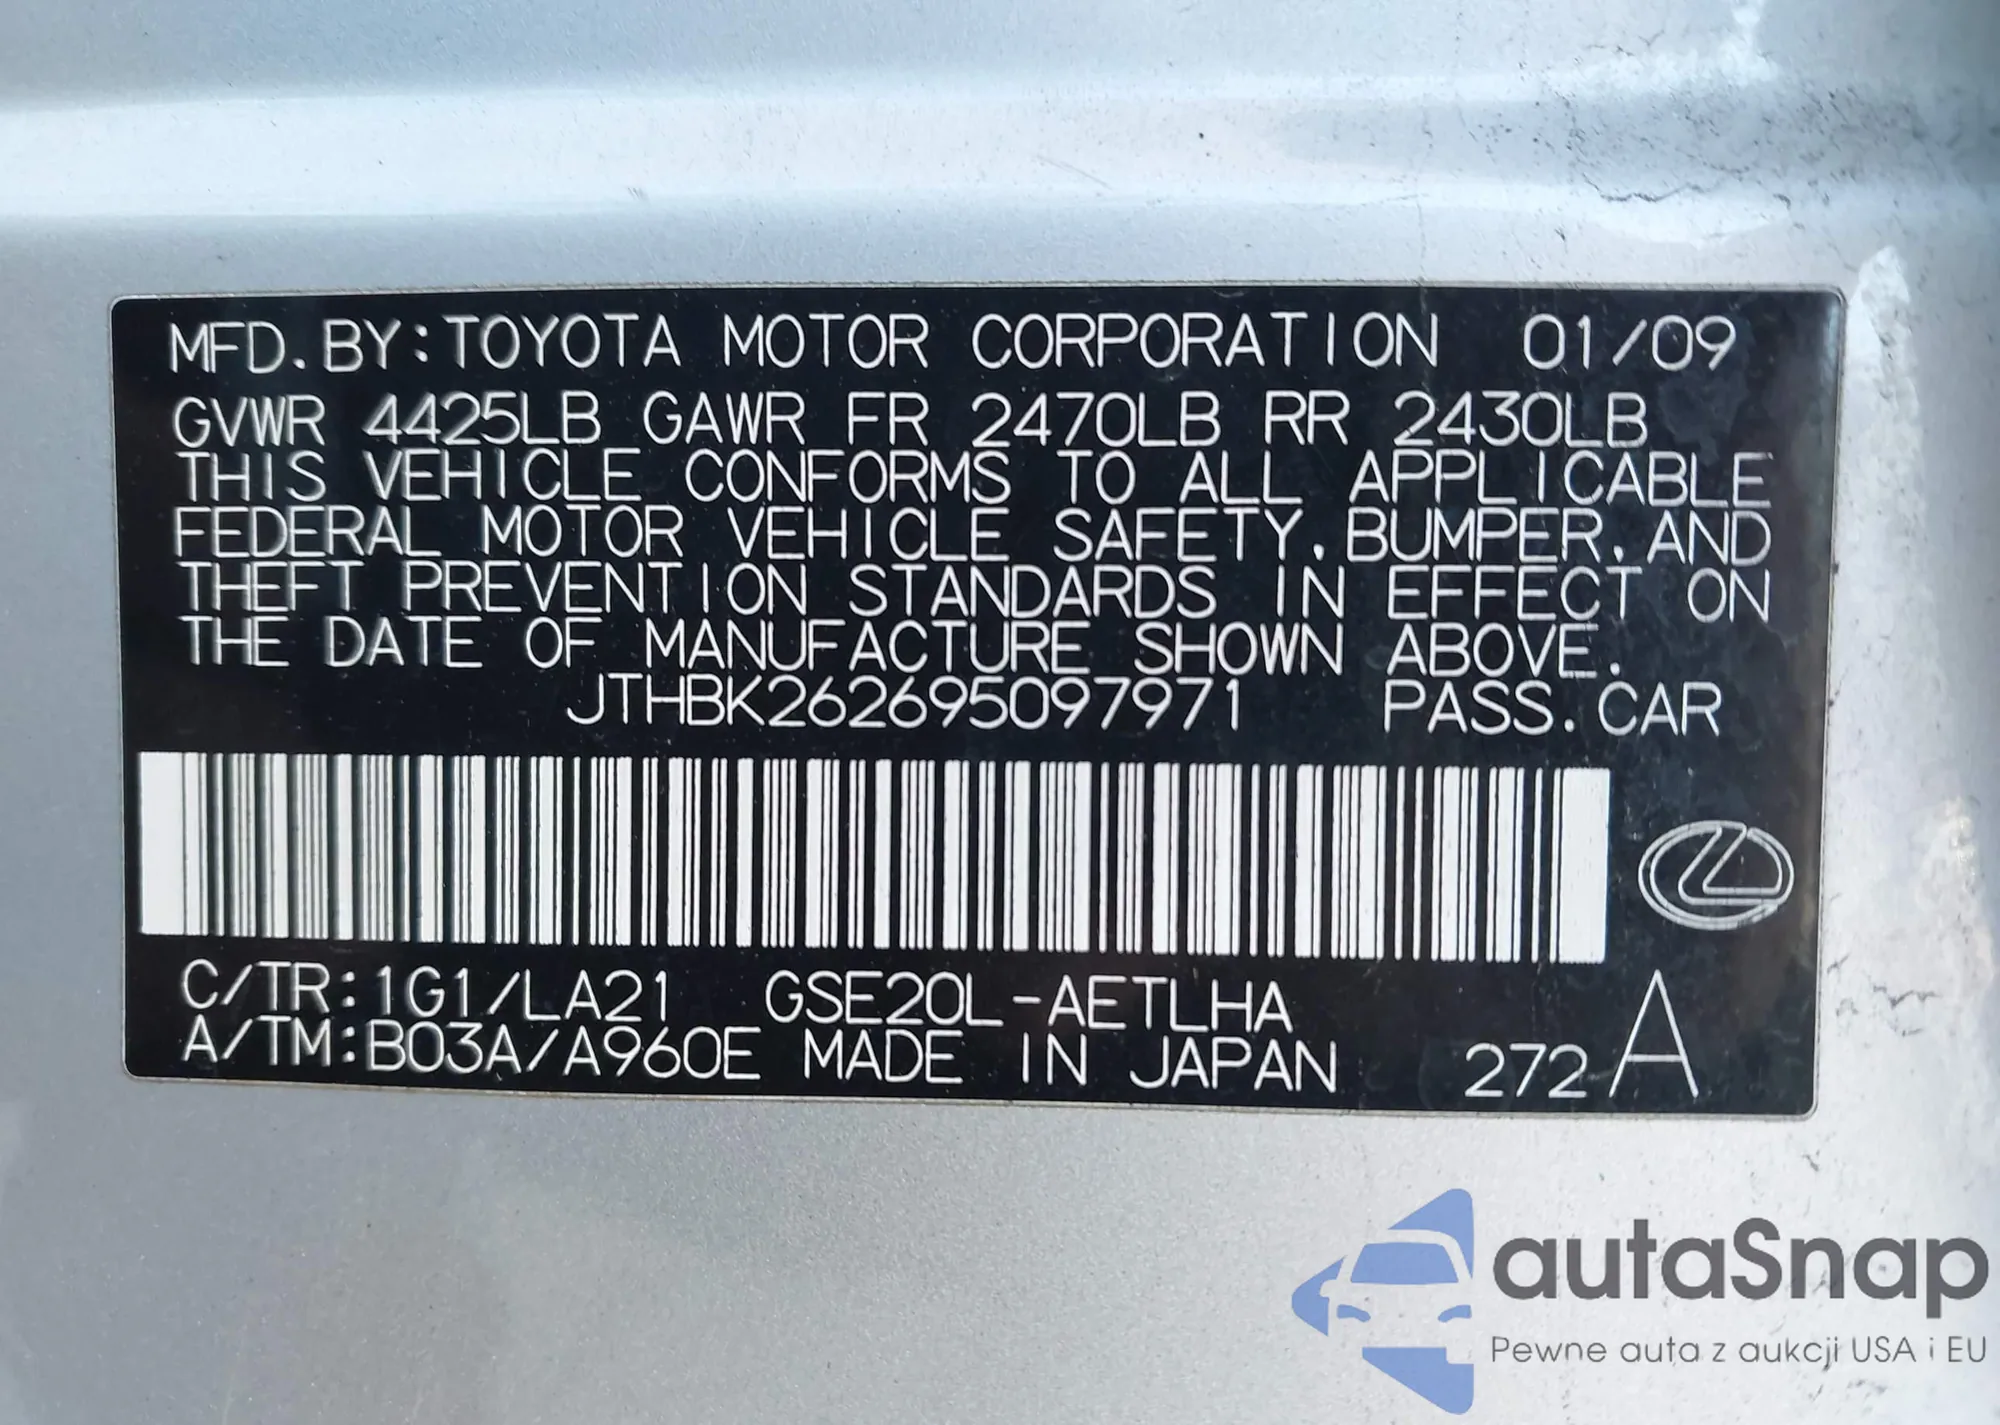 MFD. BY: TOYOTA MOTOR CORPORATION 01/09
GVWR 4425LB GAWR FR 2470LB RR 2430LB
THIS VEHICLE CONFORMS TO ALL APPLICABLE
FEDERAL MOTOR VEHICLE SAFETY, BUMPER, AND
THEFT PREVENTION STANDARDS IN EFFECT ON
THE DATE OF MANUFACTURE SHOWN ABOVE.
JTHBK262695097971 PASS. CAR
C/TR: 1G1/LA21 GSE20L-AETLHA
A/TM: B03A/A960E MADE IN JAPAN 272 A
autaSnap
Pewne auta z aukcji USA i EU